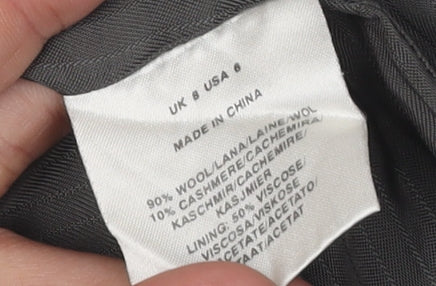 UK 8 USA 6
MADE IN CHINA
90% WOOL/LANA/LAINE/WOL
10% CASHMERE/CACHEMIRA/
KASCHMIR/CACHEMIRE/
KASJMIER
LINING: 50% VISCOSE/
VISCOSA/VISKOSE/
ACETATE/ACETATO/
TAAT/ACETAT